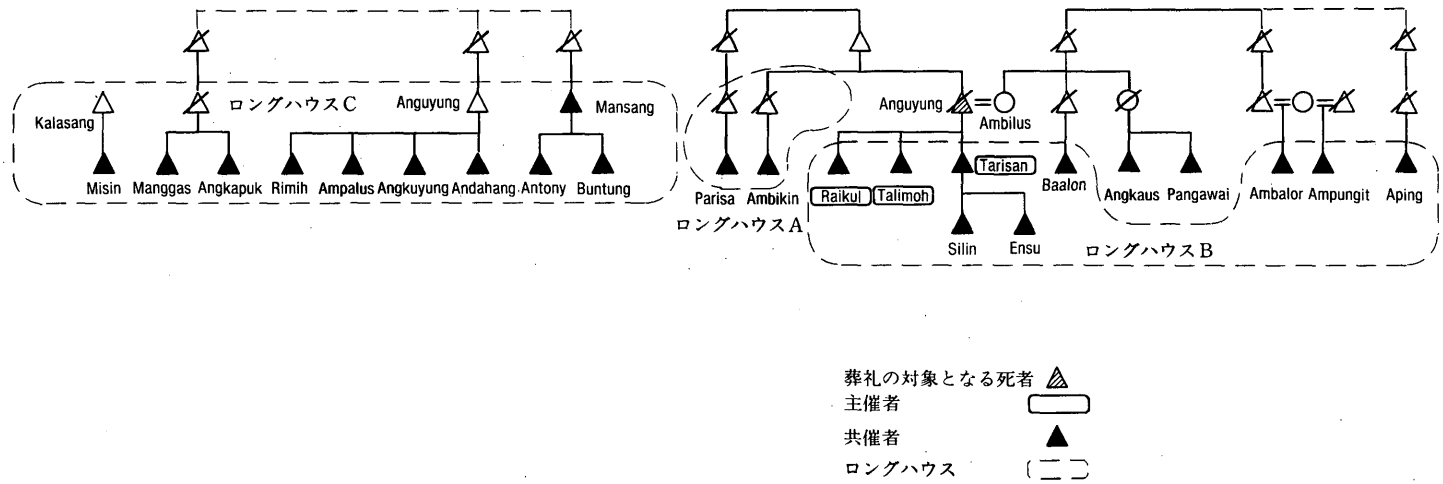 ロングハウスC
Kalasang
Anguyung
Mansang
Misin
Manggas
Angkapuk
Rimih
Ampalus
Angkuyung
Andahang
Antony
Buntung
Parisa
Ambikin
ロングハウスA
Anguyung
Ambilus
Raikul
Talimoh
Tarisan
Baalon
Angkaus
Pangawai
Ambalor
Ampungit
Aping
Silin
Ensu
ロングハウスB
葬礼の対象となる死者
主催者
共催者
ロングハウス